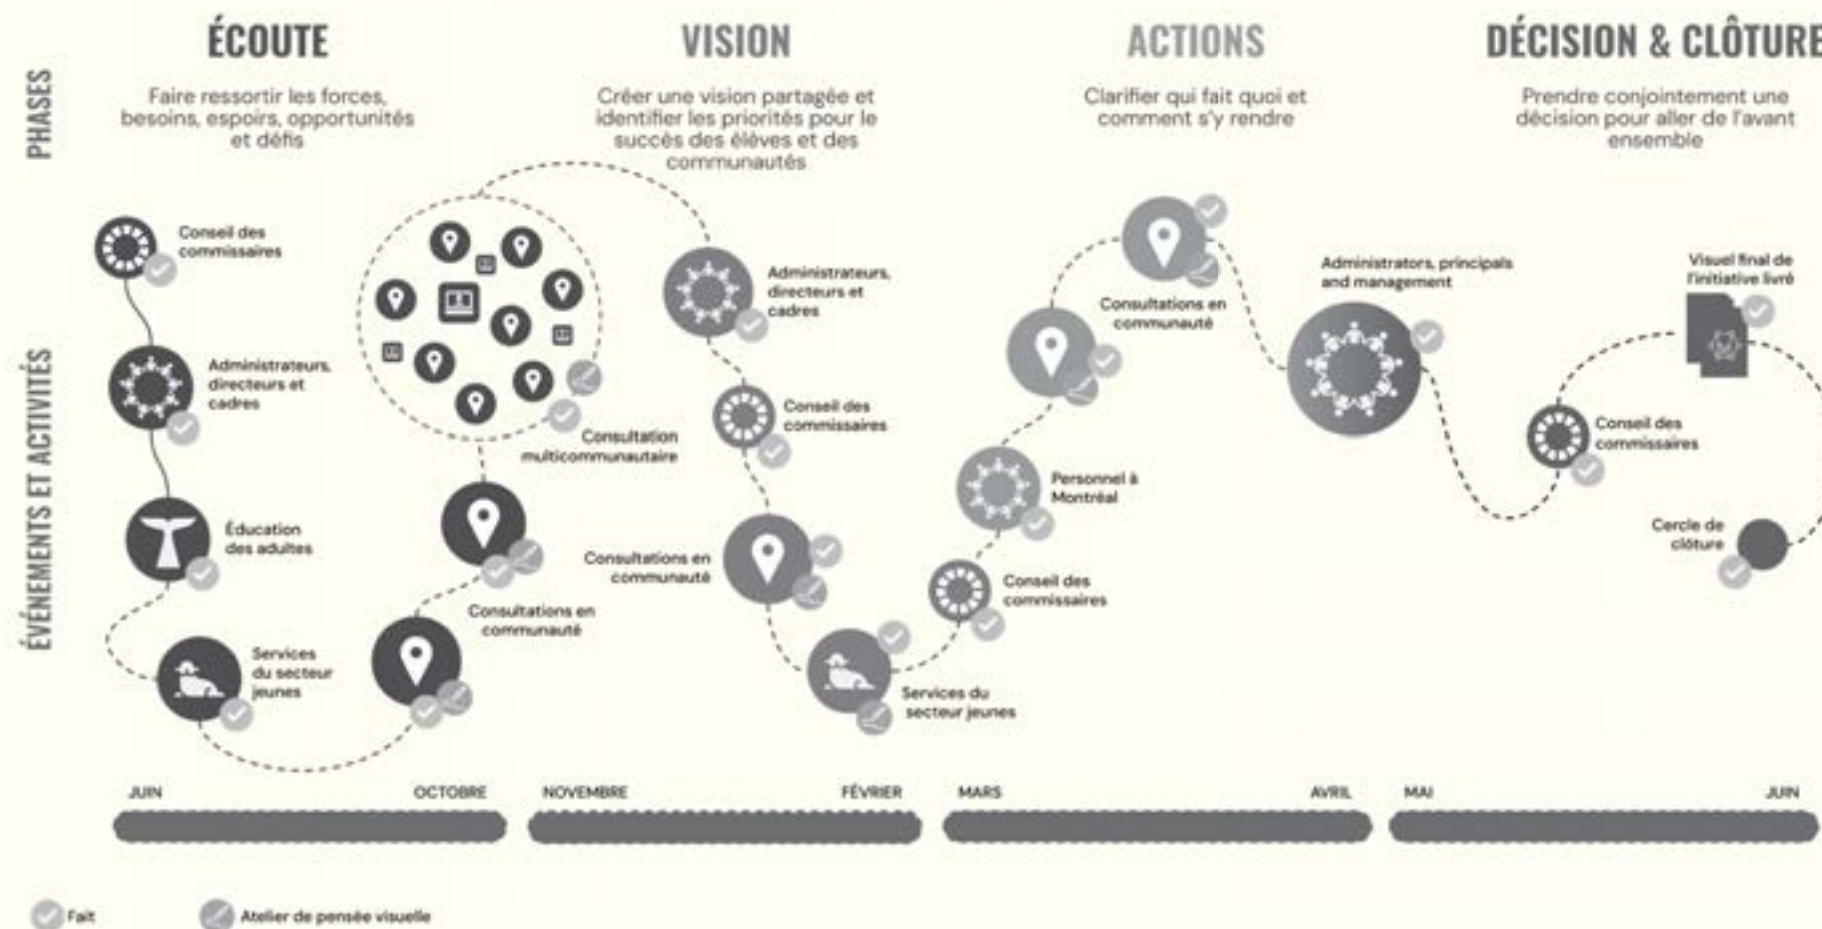 PHASES
ÉCOUTE
Faire ressortir les forces,
besoins, espoirs, opportunités
et défis
VISION
Créer une vision partagée et
identifier les priorités pour le
succès des élèves et des
communautés
ACTIONS
Clarifier qui fait quoi et
comment s'y rendre
DÉCISION & CLÔTURE
Prendre conjointement une
décision pour aller de l'avant
ensemble
ÉVÉNEMENTS ET ACTIVITÉS
Conseil des
commissaires
Administrateurs,
directeurs et
cadres
Éducation
des adultes
Services
du secteur
jeunes
Consultations en
communauté
Consultation
multicommunautaire
Administrateurs,
directeurs et
cadres
Conseil des
commissaires
Consultations en
communauté
Services du
secteur jeunes
Conseil des
commissaires
Personnel à
Montréal
Consultations en
communauté
Administrators, principals
and management
Conseil des
commissaires
Visuel final de
l'initiative livré
Cercle de
clôture
JUIN
OCTOBRE
NOVEMBRE
FÉVRIER
MARS
AVRIL
MAI
JUIN
Fait
Atelier de pensée visuelle